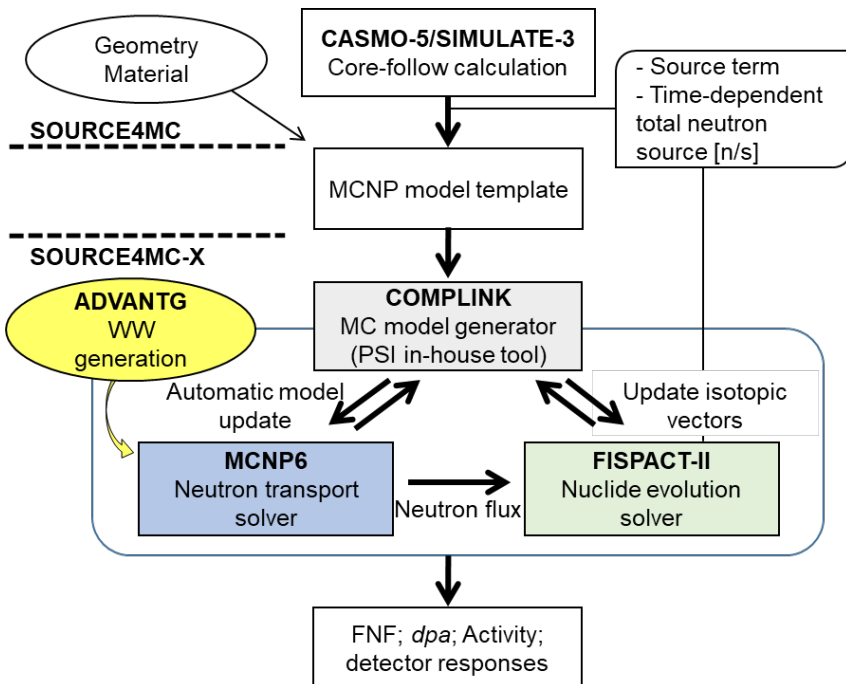 Geometry
Material
CASMO-5/SIMULATE-3
Core-follow calculation
- Source term
- Time-dependent
total neutron
source [n/s]
SOURCE4MC
MCNP model template
SOURCE4MC-X
ADVANTG
WW
generation
COMPLINK
MC model generator
(PSI in-house tool)
Automatic model
update
Update isotopic
vectors
MCNP6
Neutron transport
solver
Neutron flux
FISPACT-II
Nuclide evolution
solver
FNF; dpa; Activity;
detector responses